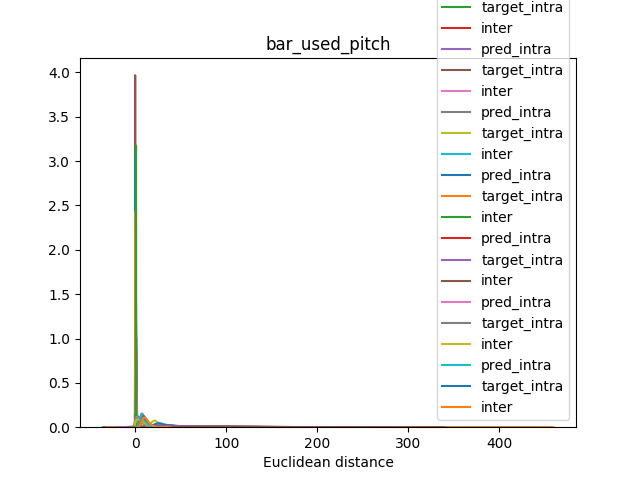 target_intra
inter
bar_used_pitch
pred_intra
target_intra
inter
pred_intra
target_intra
inter
pred_intra
target_intra
inter
pred_intra
target_intra
inter
pred_intra
target_intra
inter
pred_intra
target_intra
inter
4.0
3.5
3.0
2.5
2.0
1.5
1.0
0.5
0.0
0
100
200
300
400
Euclidean distance